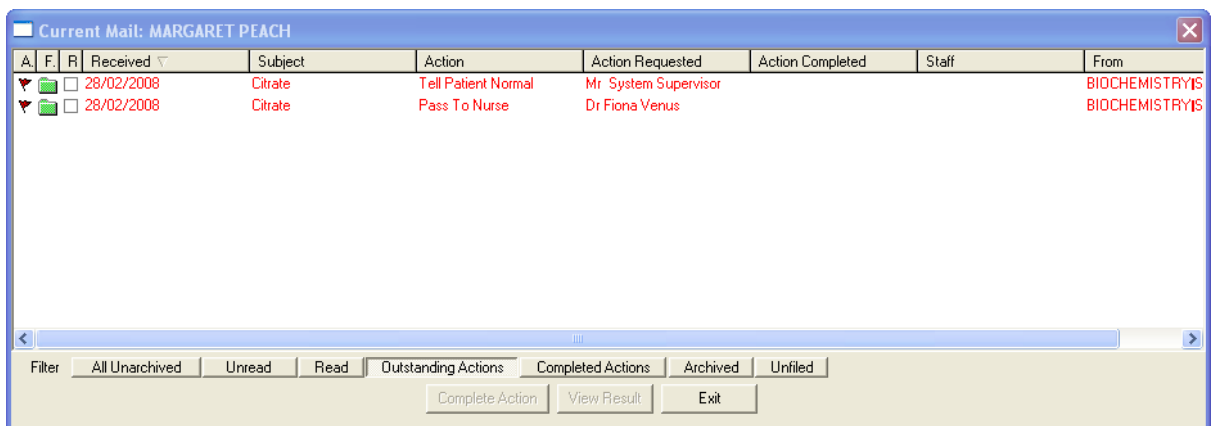 Current Mail: MARGARET PEACH
A. F. R Received Subject Action Action Requested Action Completed Staff From
28/02/2008 Citrate Tell Patient Normal Mr System Supervisor BIOCHEMISTRYIS
28/02/2008 Citrate Pass To Nurse Dr Fiona Venus BIOCHEMISTRYIS
Filter All Unarchived Unread Read Outstanding Actions Completed Actions Archived Unfiled
Complete Action View Result Exit